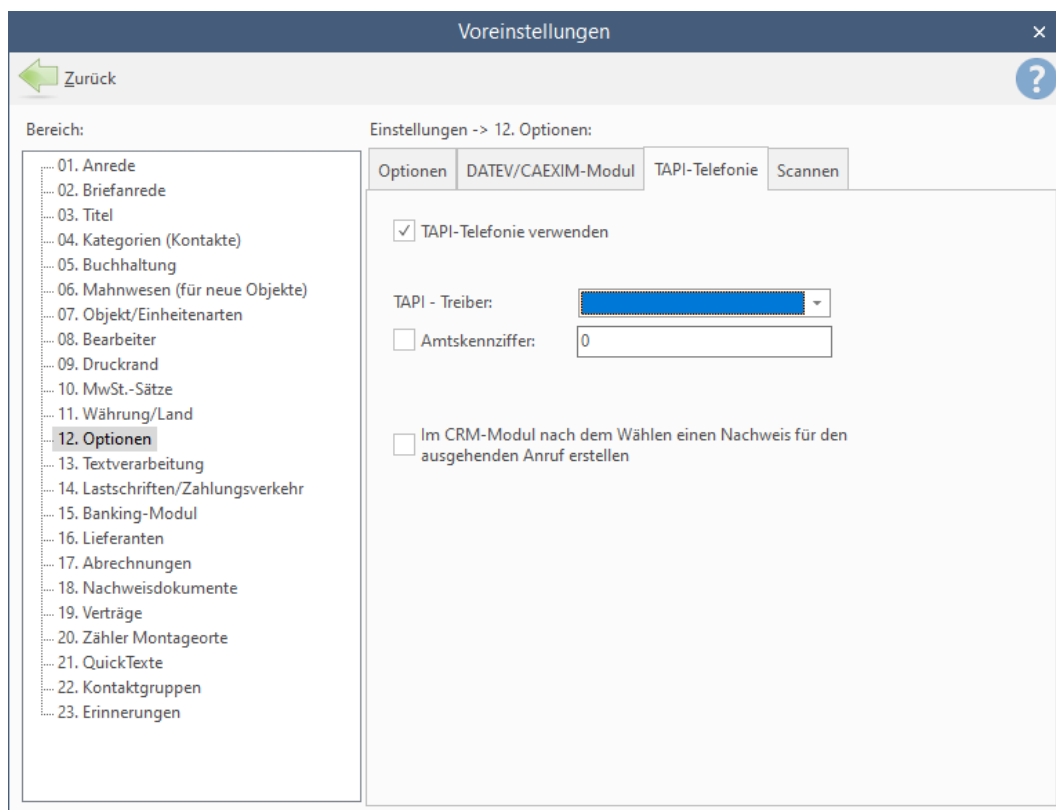 Voreinstellungen
Zurück
Bereich:
01. Anrede
02. Briefanrede
03. Titel
04. Kategorien (Kontakte)
05. Buchhaltung
06. Mahnwesen (für neue Objekte)
07. Objekt/Einheitenarten
08. Bearbeiter
09. Druckrand
10. MwSt.-Sätze
11. Währung/Land
12. Optionen
13. Textverarbeitung
14. Lastschriften/Zahlungsverkehr
15. Banking-Modul
16. Lieferanten
17. Abrechnungen
18. Nachweisdokumente
19. Verträge
20. Zähler Montageorte
21. QuickTexte
22. Kontaktgruppen
23. Erinnerungen
Einstellungen -> 12. Optionen:
Optionen DATEV/CAEXIM-Modul TAPI-Telefonie Scannen
TAPI-Telefonie verwenden
TAPI - Treiber:
Amtskennziffer: 0
Im CRM-Modul nach dem Wählen einen Nachweis für den
ausgehenden Anruf erstellen